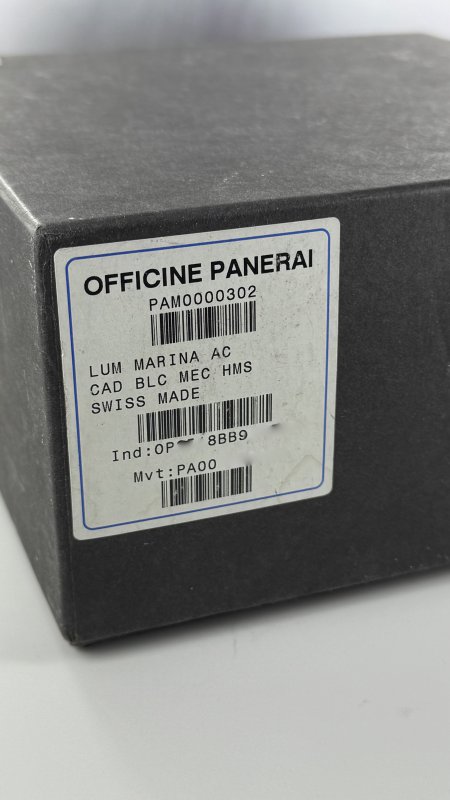 OFFICINE PANERAI
PAM0000302
LUM MARINA AC
CAD BLC MEC HMS
SWISS MADE
Ind:OP 8BB9
Mvt:PA00